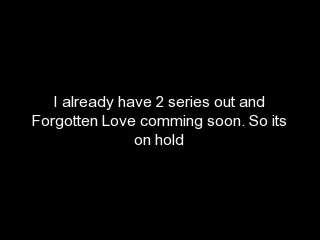 I already have 2 series out and
Forgotten Love comming soon. So its
on hold